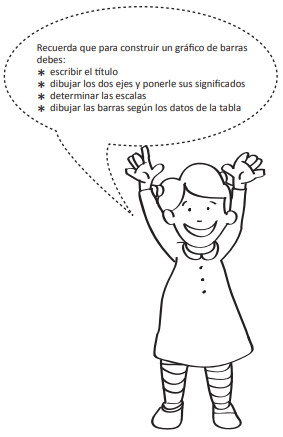 Recuerda que para construir un gráfico de barras
debes:
∗ escribir el título
∗ dibujar los dos ejes y ponerle sus significados
∗ determinar las escalas
∗ dibujar las barras según los datos de la tabla